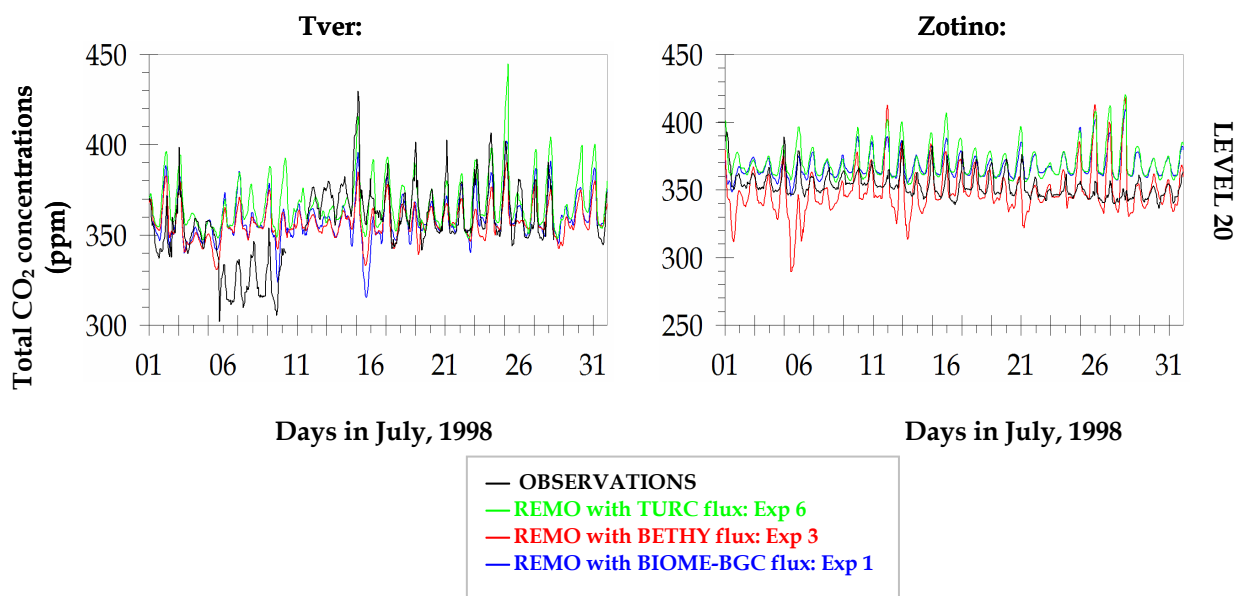 Tver:
Zotino:
Total CO₂ concentrations
(ppm)
450
400
350
300
01 06 11 16 21 26 31
Days in July, 1998
450
400
350
300
250
01 06 11 16 21 26 31
Days in July, 1998
LEVEL 20
OBSERVATIONS
REMO with TURC flux: Exp 6
REMO with BETHY flux: Exp 3
REMO with BIOME-BGC flux: Exp 1